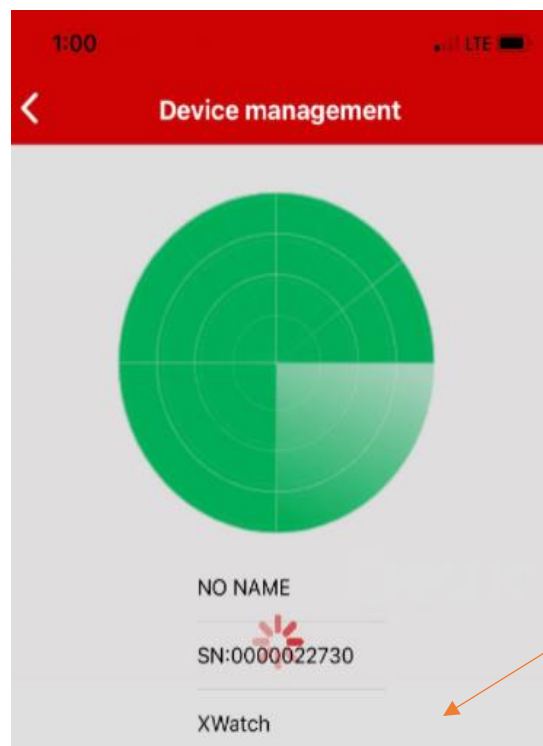 1:00 LTE
Device management
NO NAME
SN:0000022730
XWatch